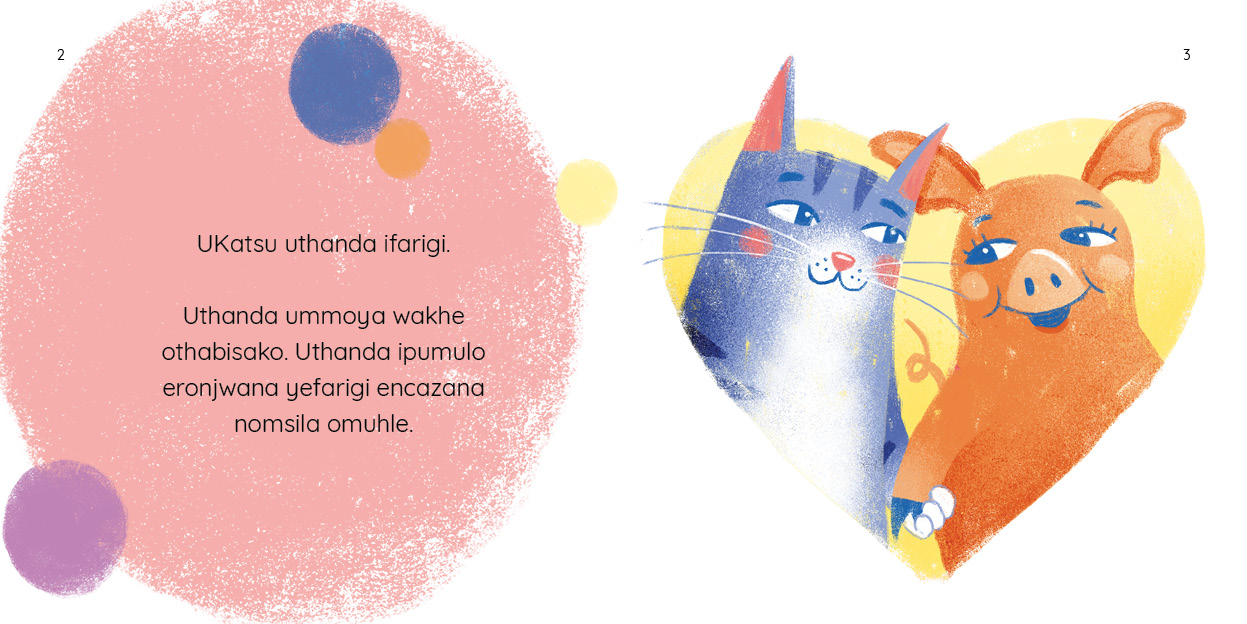 2
UKatsu uthanda ifarigi.
Uthanda ummoya wakhe
othabisako. Uthanda ipumulo
eronjwana yefarigi encazana
nomsila omuhle.
3